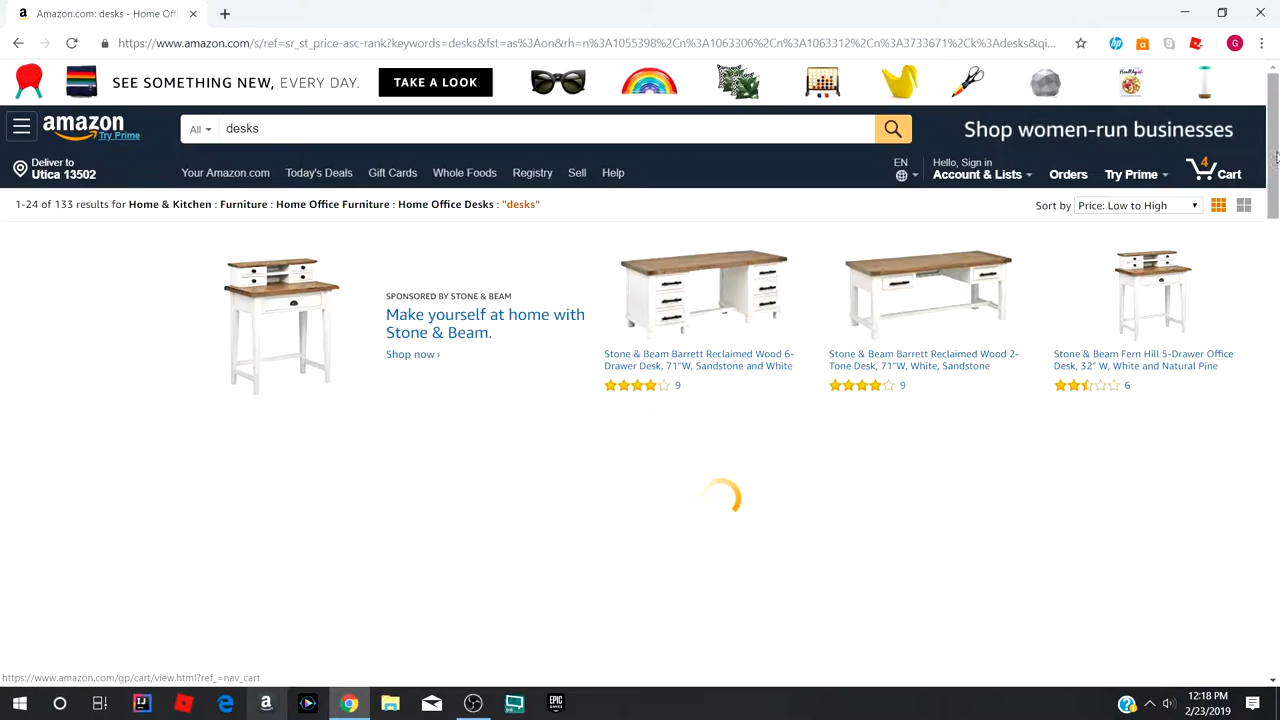 Amazon.com: desks - Home Offi
https://www.amazon.com/s/ref=sr_st_price-asc-rank?keywords=desks&fst=as%3Aon&rh=n%3A1055398%2Cn%3A1063306%2Cn%3A1063312%2Cn%3A3733671%2Ck%3Adesks&qi...
SEE SOMETHING NEW, EVERY DAY. TAKE A LOOK
amazon
Try Prime
All desks
Shop women-run businesses
Deliver to
Utica 13502
Your Amazon.com Today's Deals Gift Cards Whole Foods Registry Sell Help
EN
Hello, Sign in
Account & Lists Orders Try Prime 4 Cart
1-24 of 133 results for Home & Kitchen : Furniture : Home Office Furniture : Home Office Desks : "desks"
Sort by Price: Low to High
SPONSORED BY STONE & BEAM
Make yourself at home with
Stone & Beam.
Shop now ›
Stone & Beam Barrett Reclaimed Wood 6-
Drawer Desk, 71"W, Sandstone and White
9
Stone & Beam Barrett Reclaimed Wood 2-
Tone Desk, 71"W, White, Sandstone
9
Stone & Beam Fern Hill 5-Drawer Office
Desk, 32" W, White and Natural Pine
6
https://www.amazon.com/gp/cart/view.html?ref_=nav_cart
EPIC
GAMES
12:18 PM
2/23/2019